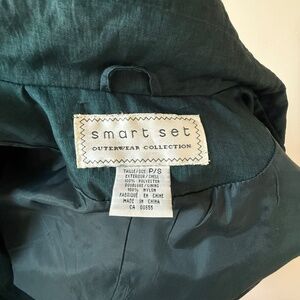 smart set
OUTERWEAR COLLECTION
TAILLE/SIZE P/S
EXTERIEUR/SHELL
100% POLYESTER
DOUBLURE/LINING
100% NYLON
FABRIQUE EN CHINE
MADE IN CHINA
CA 00555